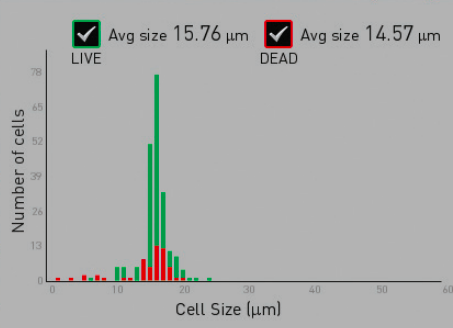 Avg size 15.76 µm
LIVE
Avg size 14.57 µm
DEAD
Number of cells
78
65
52
39
26
13
0
0 10 20 30 40 50 60
Cell Size (µm)